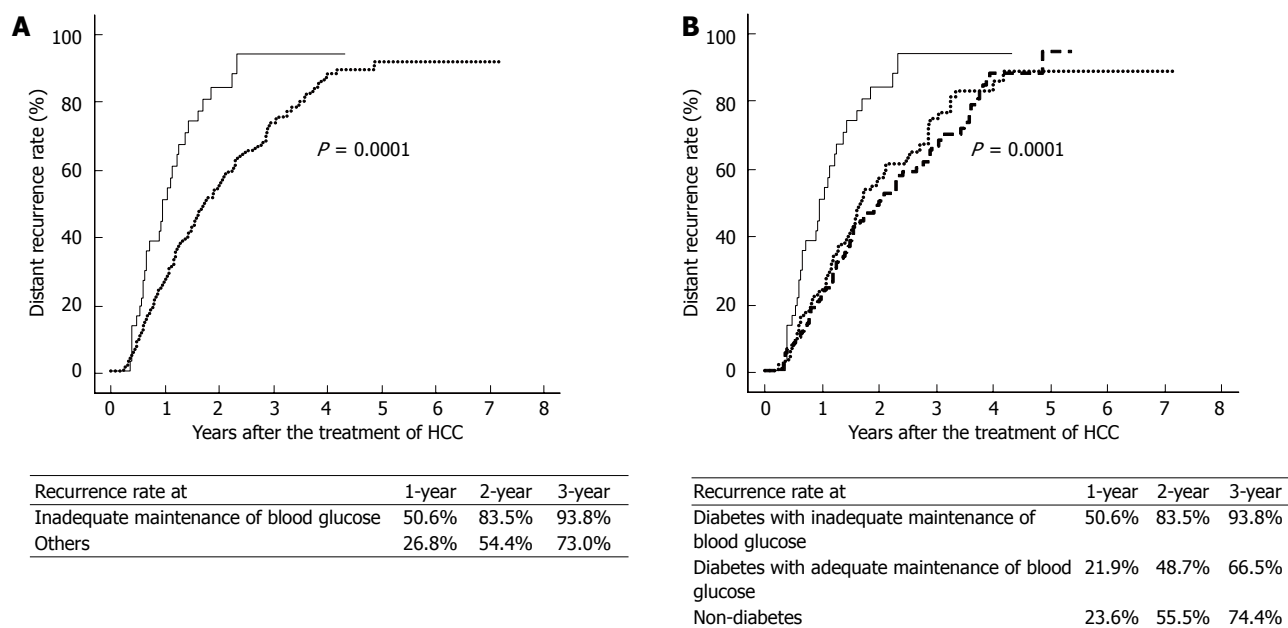 A
100
80
60
40
20
0
Distant recurrence rate (%)
P = 0.0001
0 1 2 3 4 5 6 7 8
Years after the treatment of HCC
Recurrence rate at 1-year 2-year 3-year
Inadequate maintenance of blood glucose 50.6% 83.5% 93.8%
Others 26.8% 54.4% 73.0%
B
100
80
60
40
20
0
Distant recurrence rate (%)
P = 0.0001
0 1 2 3 4 5 6 7 8
Years after the treatment of HCC
Recurrence rate at 1-year 2-year 3-year
Diabetes with inadequate maintenance of 50.6% 83.5% 93.8%
blood glucose
Diabetes with adequate maintenance of blood 21.9% 48.7% 66.5%
glucose
Non-diabetes 23.6% 55.5% 74.4%